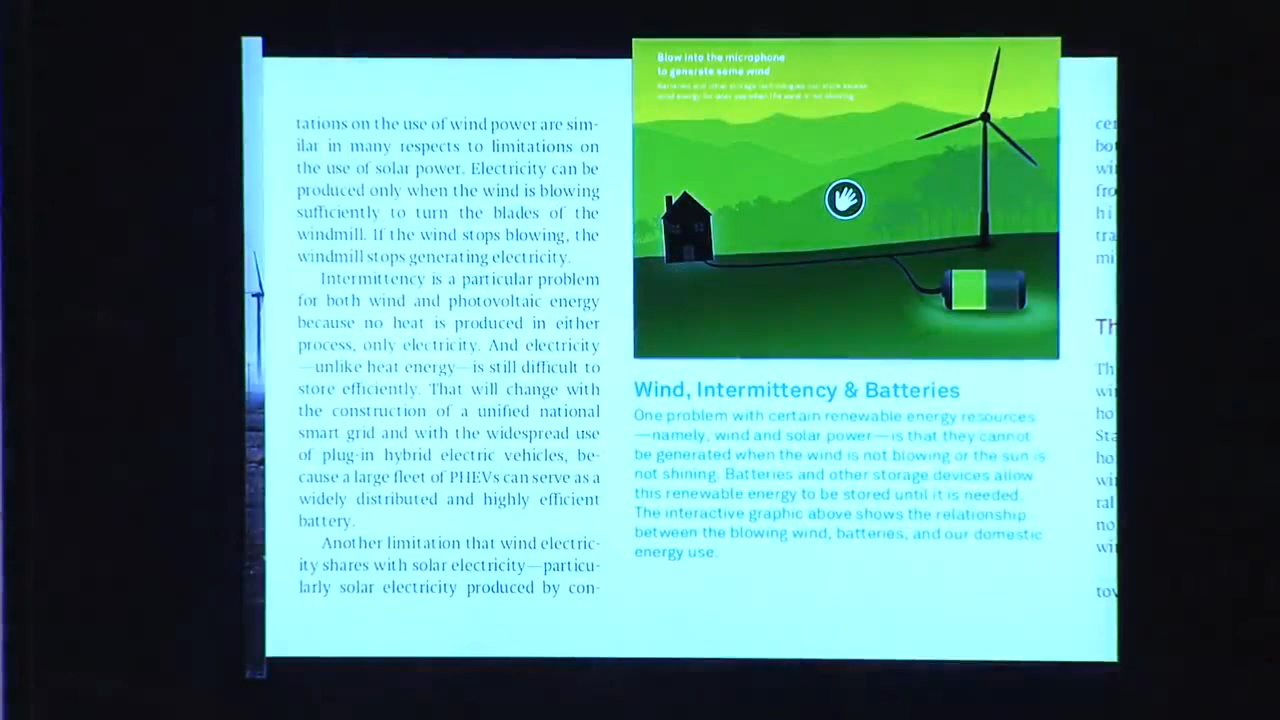 tations on the use of wind power are sim-
ilar in many respects to limitations on
the use of solar power. Electricity can be
produced only when the wind is blowing
sufficiently to turn the blades of the
windmill. If the wind stops blowing, the
windmill stops generating electricity.
Intermittency is a particular problem
for both wind and photovoltaic energy
because no heat is produced in either
process, only electricity. And electricity
—unlike heat energy—is still difficult to
store efficiently. That will change with
the construction of a unified national
smart grid and with the widespread use
of plug-in hybrid electric vehicles, be-
cause a large fleet of PHEVs can serve as a
widely distributed and highly efficient
battery.
Another limitation that wind electric-
ity shares with solar electricity—particu-
larly solar electricity produced by con-
Blow into the microphone
to generate some wind
Wind, Intermittency & Batteries
One problem with certain renewable energy resources
—namely, wind and solar power—is that they cannot
be generated when the wind is not blowing or the sun is
not shining. Batteries and other storage devices allow
this renewable energy to be stored until it is needed.
The interactive graphic above shows the relationship
between the blowing wind, batteries, and our domestic
energy use.